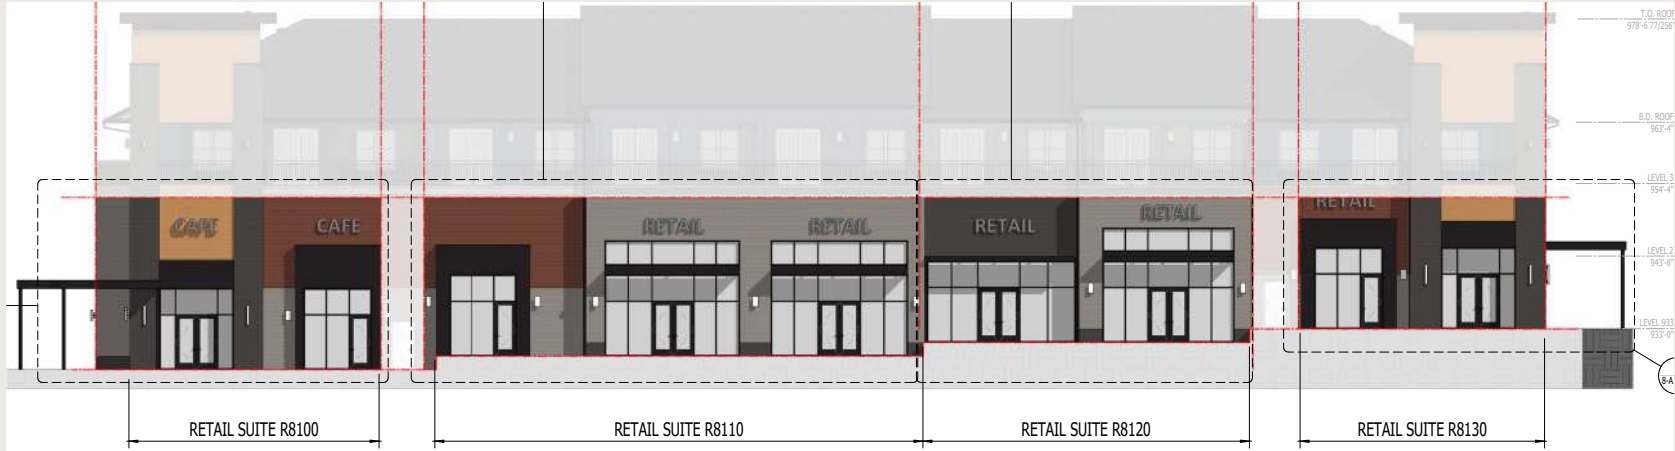 T.O. ROOF
978'-6 77/256"
B.O. ROOF
963'-4"
LEVEL 3
954'-4"
CAFE
CAFE
RETAIL
RETAIL
RETAIL
RETAIL
RETAIL
LEVEL 2
943'-8"
LEVEL 933
933'-0"
8-A
RETAIL SUITE R8100
RETAIL SUITE R8110
RETAIL SUITE R8120
RETAIL SUITE R8130